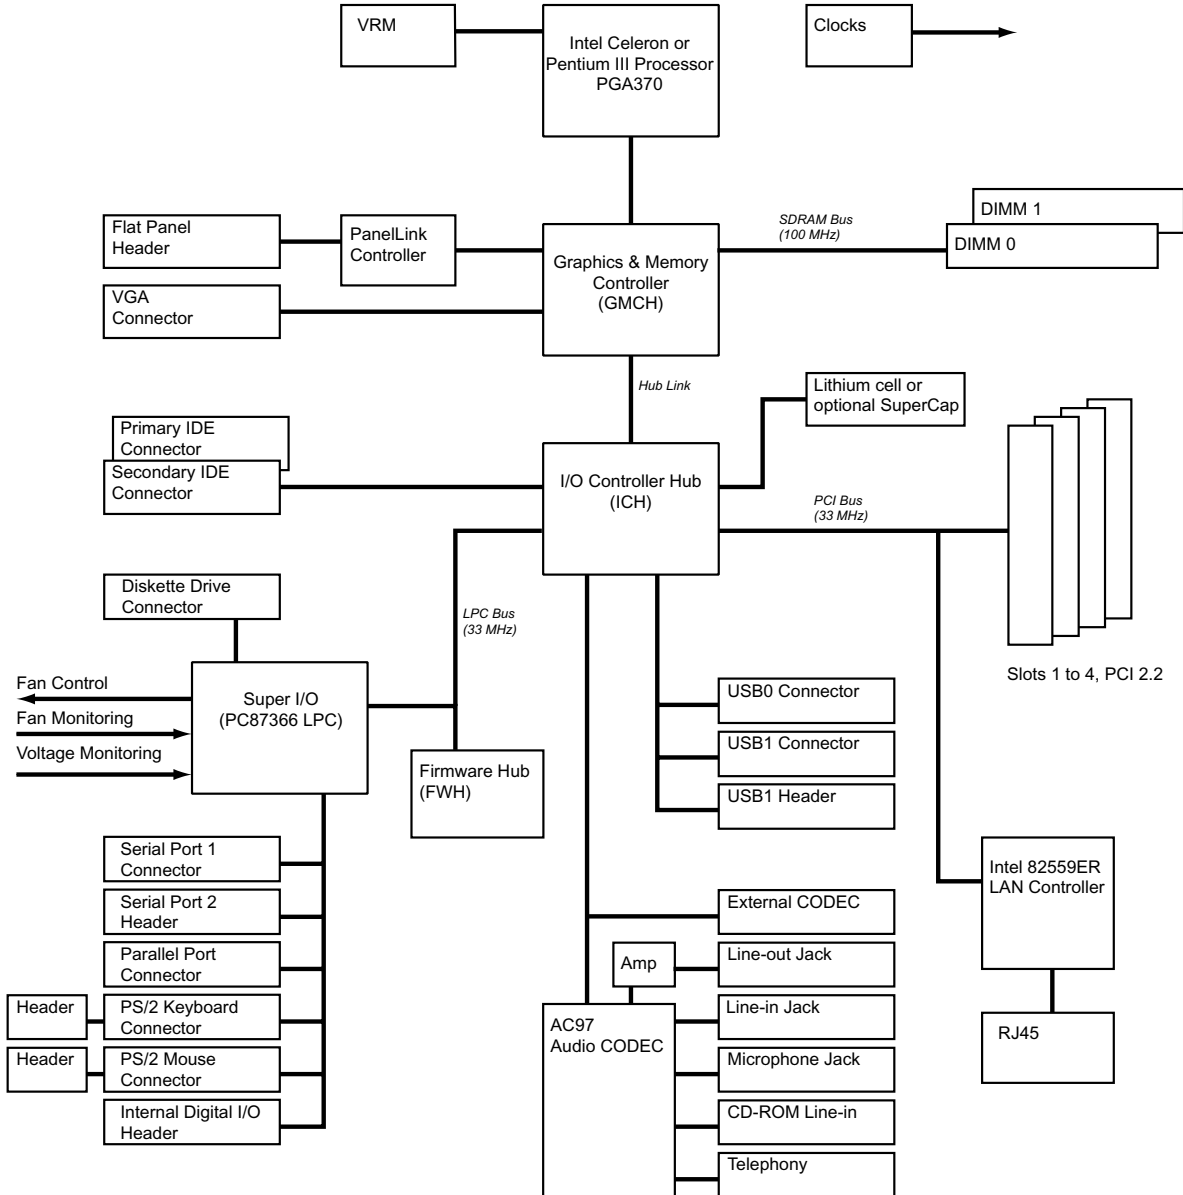 VRM
Intel Celeron or
Pentium III Processor
PGA370
Clocks
Flat Panel
Header
PanelLink
Controller
Graphics & Memory
Controller
(GMCH)
SDRAM Bus
(100 MHz)
DIMM 1
DIMM 0
VGA
Connector
Hub Link
Lithium cell or
optional SuperCap
Primary IDE
Connector
Secondary IDE
Connector
I/O Controller Hub
(ICH)
PCI Bus
(33 MHz)
Diskette Drive
Connector
LPC Bus
(33 MHz)
Slots 1 to 4, PCI 2.2
Fan Control
Fan Monitoring
Voltage Monitoring
Super I/O
(PC87366 LPC)
Firmware Hub
(FWH)
USB0 Connector
USB1 Connector
USB1 Header
Serial Port 1
Connector
Serial Port 2
Header
Parallel Port
Connector
Header
PS/2 Keyboard
Connector
Header
PS/2 Mouse
Connector
Internal Digital I/O
Header
Intel 82559ER
LAN Controller
RJ45
External CODEC
Amp
Line-out Jack
AC97
Audio CODEC
Line-in Jack
Microphone Jack
CD-ROM Line-in
Telephony